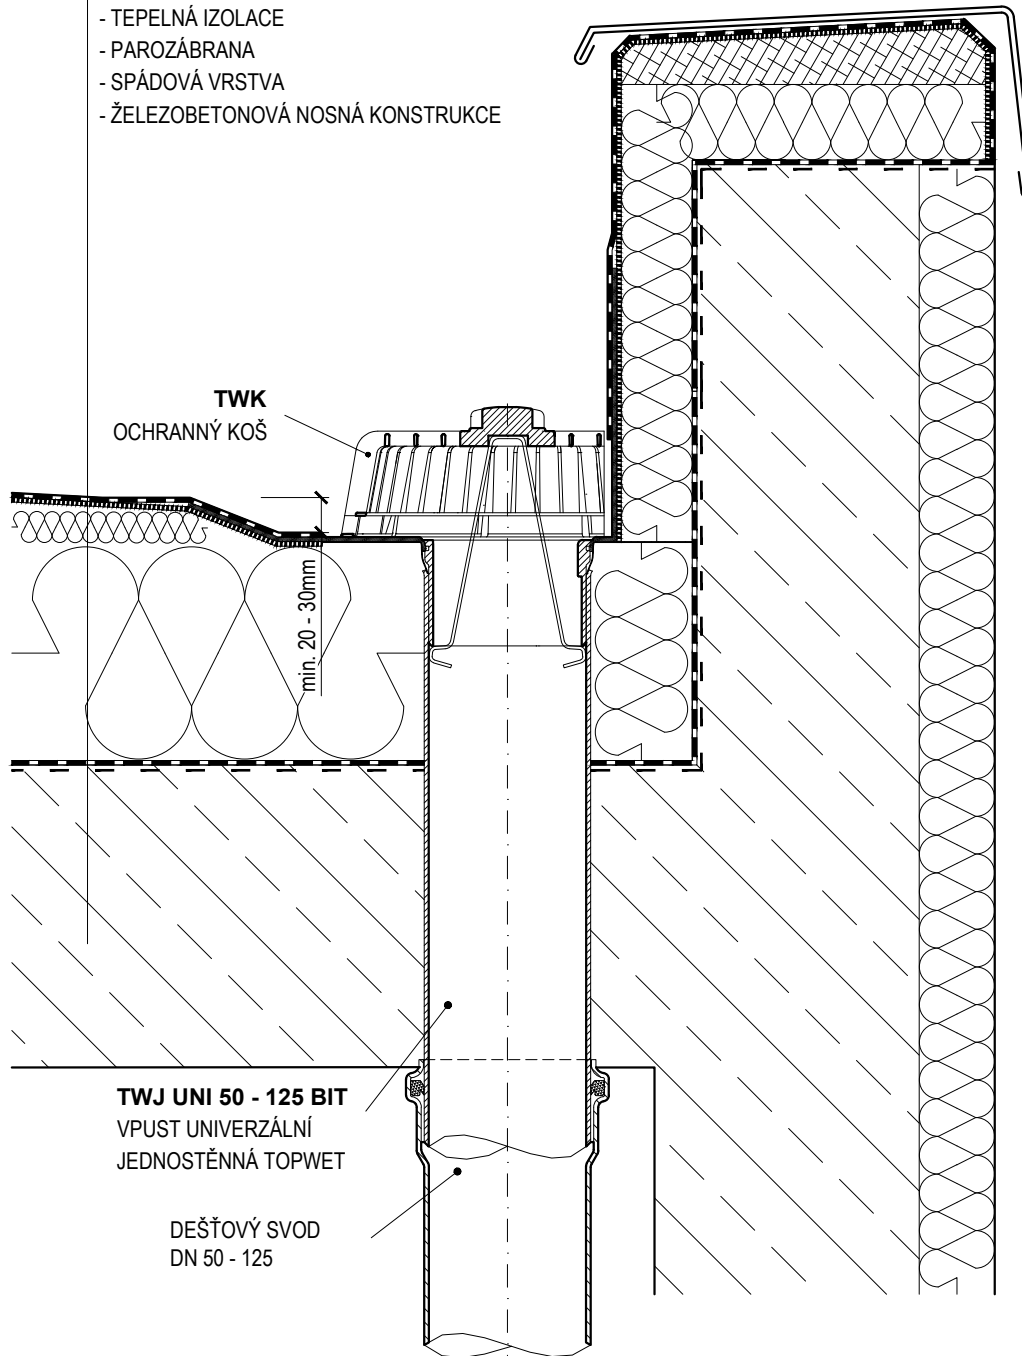 - TEPELNÁ IZOLACE
- PAROZÁBRANA
- SPÁDOVÁ VRSTVA
- ŽELEZOBETONOVÁ NOSNÁ KONSTRUKCE
TWK
OCHRANNÝ KOŠ
min. 20 - 30mm
TWJ UNI 50 - 125 BIT
VPUST UNIVERZÁLNÍ
JEDNOSTĚNNÁ TOPWET
DEŠŤOVÝ SVOD
DN 50 - 125